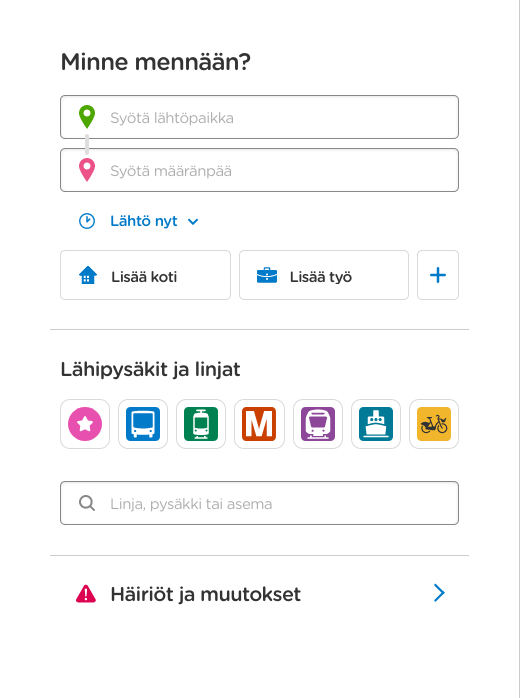 Minne mennään?
Syötä lähtöpaikka
Syötä määränpää
Lähtö nyt
Lisää koti
Lisää työ
Lähipysäkit ja linjat
M
Linja, pysäkki tai asema
Häiriöt ja muutokset